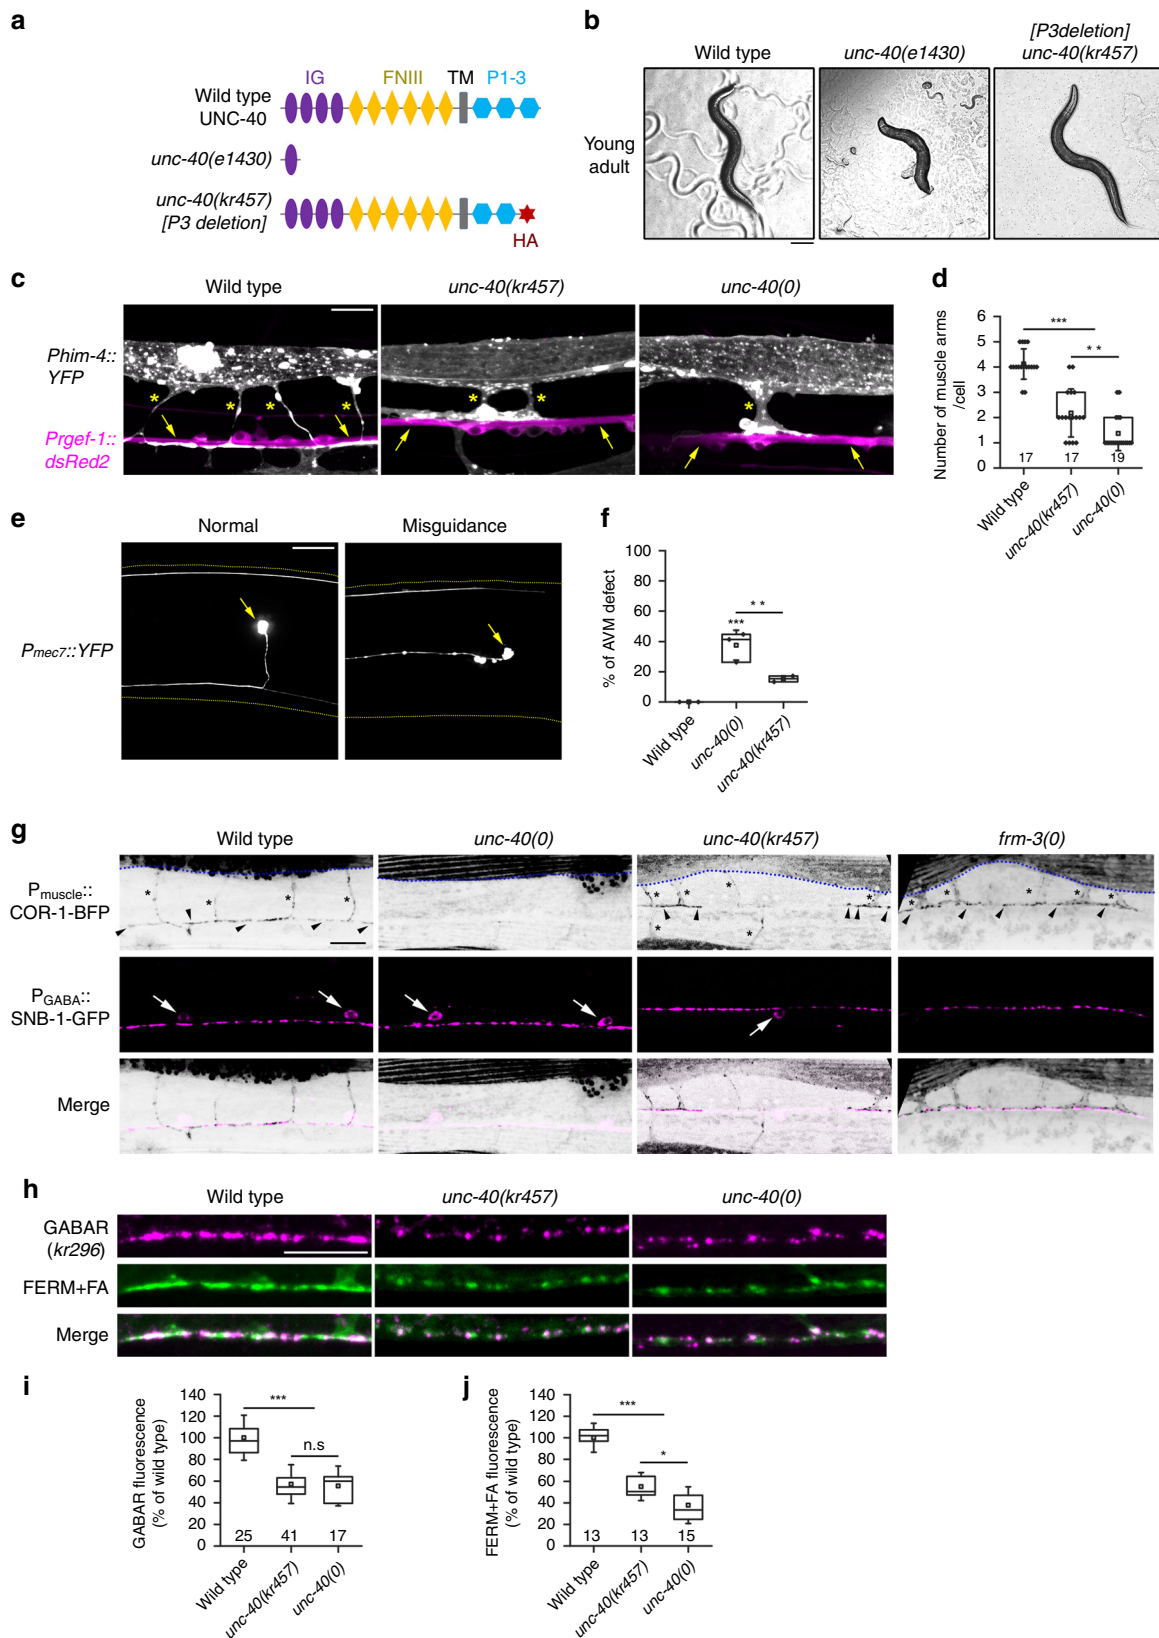 a
IG FNIII TM P1-3
Wild type
UNC-40
unc-40(e1430)
unc-40(kr457)
[P3 deletion]
HA
b
Wild type unc-40(e1430) [P3deletion]
unc-40(kr457)
Young
adult
c
Wild type unc-40(kr457) unc-40(0)
Phim-4::
YFP
* * * * * * *
Prgef-1::
dsRed2
d
Number of muscle arms
/cell
6
5
4
3
2
1
0
***
* *
17 17 19
Wild type unc-40(kr457) unc-40(0)
e
Normal Misguidance
Pmec7::YFP
f
% of AVM defect
100
80
60
40
20
0
* *
***
Wild type unc-40(0) unc-40(kr457)
g
Wild type unc-40(0) unc-40(kr457) frm-3(0)
Pmuscle::
COR-1-BFP
* * * * * * * * * * * * * *
PGABA::
SNB-1-GFP
Merge
h
Wild type unc-40(kr457) unc-40(0)
GABAR
(kr296)
FERM+FA
Merge
i
GABAR fluorescence
(% of wild type)
140
120
100
80
60
40
20
0
***
n.s
25 41 17
Wild type unc-40(kr457) unc-40(0)
j
FERM+FA fluorescence
(% of wild type)
140
120
100
80
60
40
20
0
***
*
13 13 15
Wild type unc-40(kr457) unc-40(0)